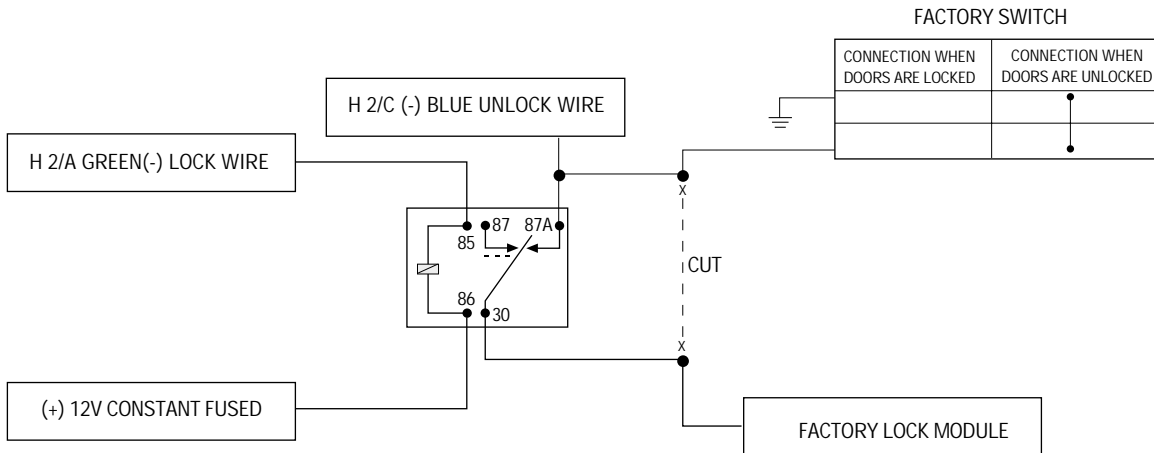 FACTORY SWITCH
CONNECTION WHEN
DOORS ARE LOCKED
CONNECTION WHEN
DOORS ARE UNLOCKED
H 2/C (-) BLUE UNLOCK WIRE
H 2/A GREEN(-) LOCK WIRE
X
87
87A
85
CUT
86
30
X
(+) 12V CONSTANT FUSED
FACTORY LOCK MODULE